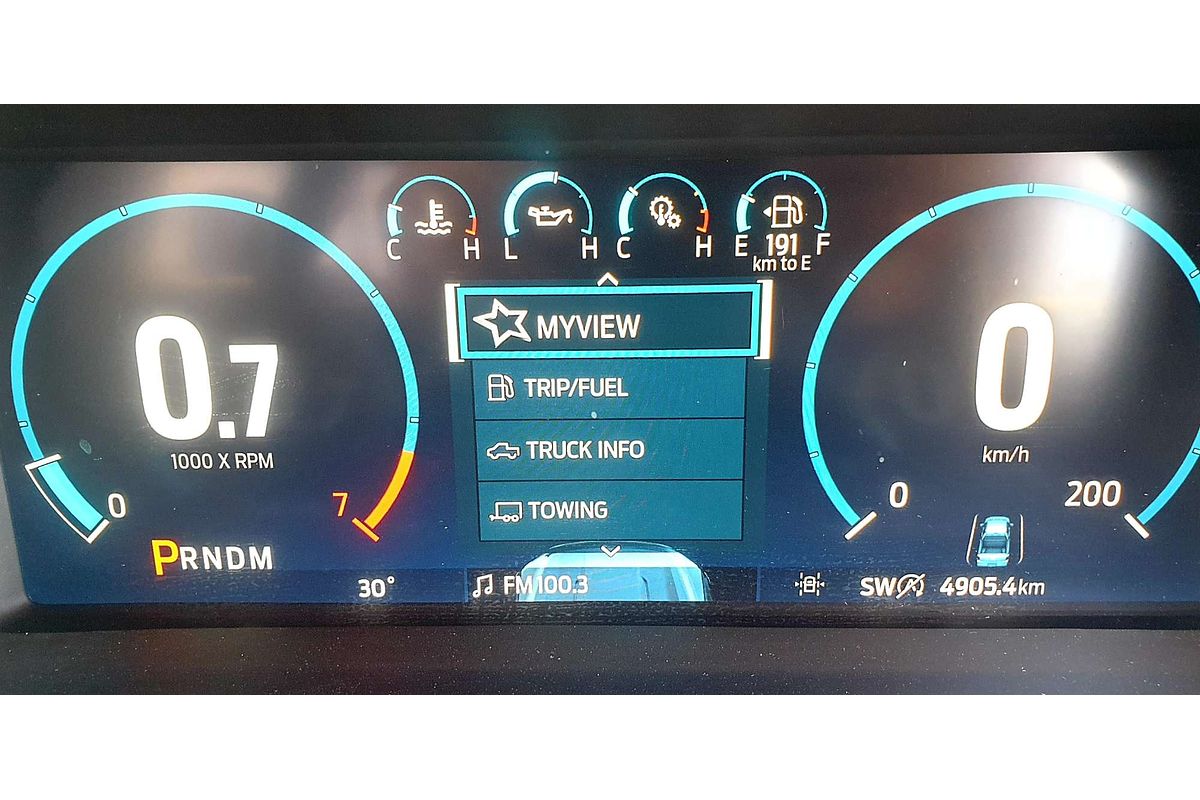 C H
L H
C H
E 191 F
km to E
MYVIEW
TRIP/FUEL
TRUCK INFO
TOWING
0.7
1000 X RPM
0 7
PRNDM
0
km/h
0 200
30°
FM100.3
SW 4905.4km